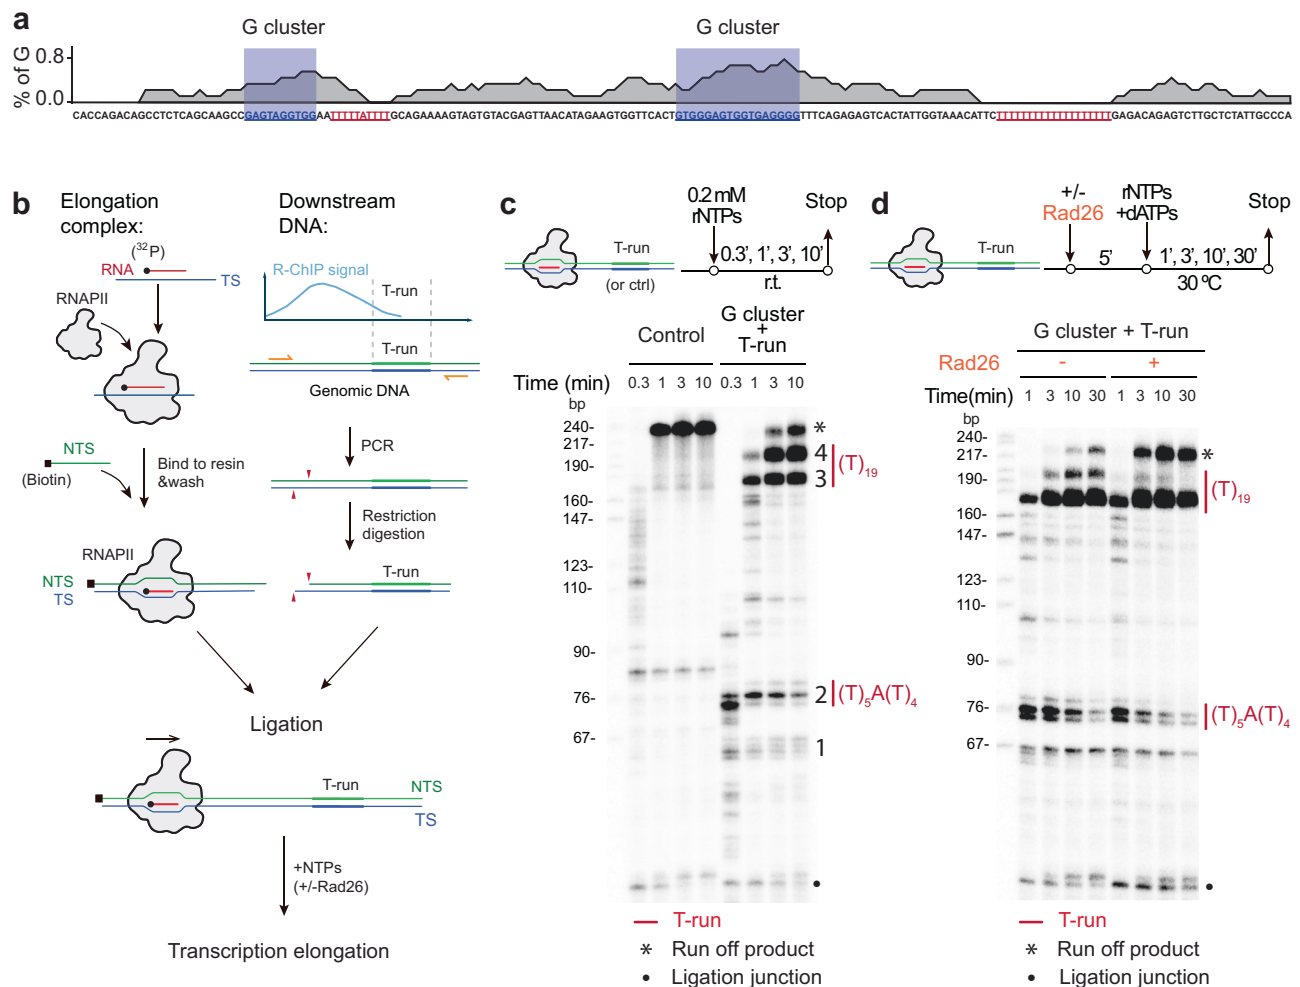 a
G cluster
G cluster
% of G
0.8
0.0
CACCAGACAGCCTCTCAGCAAGCCGAGTAGGTGGAATTTTTATTTTGCAGAAAAGTAGTGTACGAGTTAACATAGAAGTGGTTCACTGTGGGAGTGGTGAGGGGTTTCAGAGAGTCACTATTGGTAAACATTCTTTTTTTTTTTTTTTTTTTGAGACAGAGTCTTGCTCTATTGCCCA
b
Elongation
complex:
(32P)
RNA
TS
RNAPII
NTS
(Biotin)
Bind to resin
&wash
RNAPII
NTS
TS
Downstream
DNA:
R-ChIP signal
T-run
T-run
Genomic DNA
PCR
Restriction
digestion
T-run
Ligation
T-run
NTS
TS
+NTPs
(+/-Rad26)
Transcription elongation
c
T-run
(or ctrl)
0.2 mM
rNTPs
Stop
0.3', 1', 3', 10'
r.t.
Control
G cluster
+
T-run
Time (min)
0.3 1 3 10 0.3 1 3 10
bp
240-
217-
190-
160-
147-
123-
110-
90-
76-
67-
*
4
3
(T)19
2
(T)5A(T)4
1
•
T-run
* Run off product
• Ligation junction
d
T-run
+/-
Rad26
rNTPs
+dATPs
Stop
5'
1', 3', 10', 30'
30 ºC
G cluster + T-run
Rad26 - +
Time(min) 1 3 10 30 1 3 10 30
bp
240-
217-
190-
160-
147-
123-
110-
90-
76-
67-
*
(T)19
(T)5A(T)4
•
T-run
* Run off product
• Ligation junction